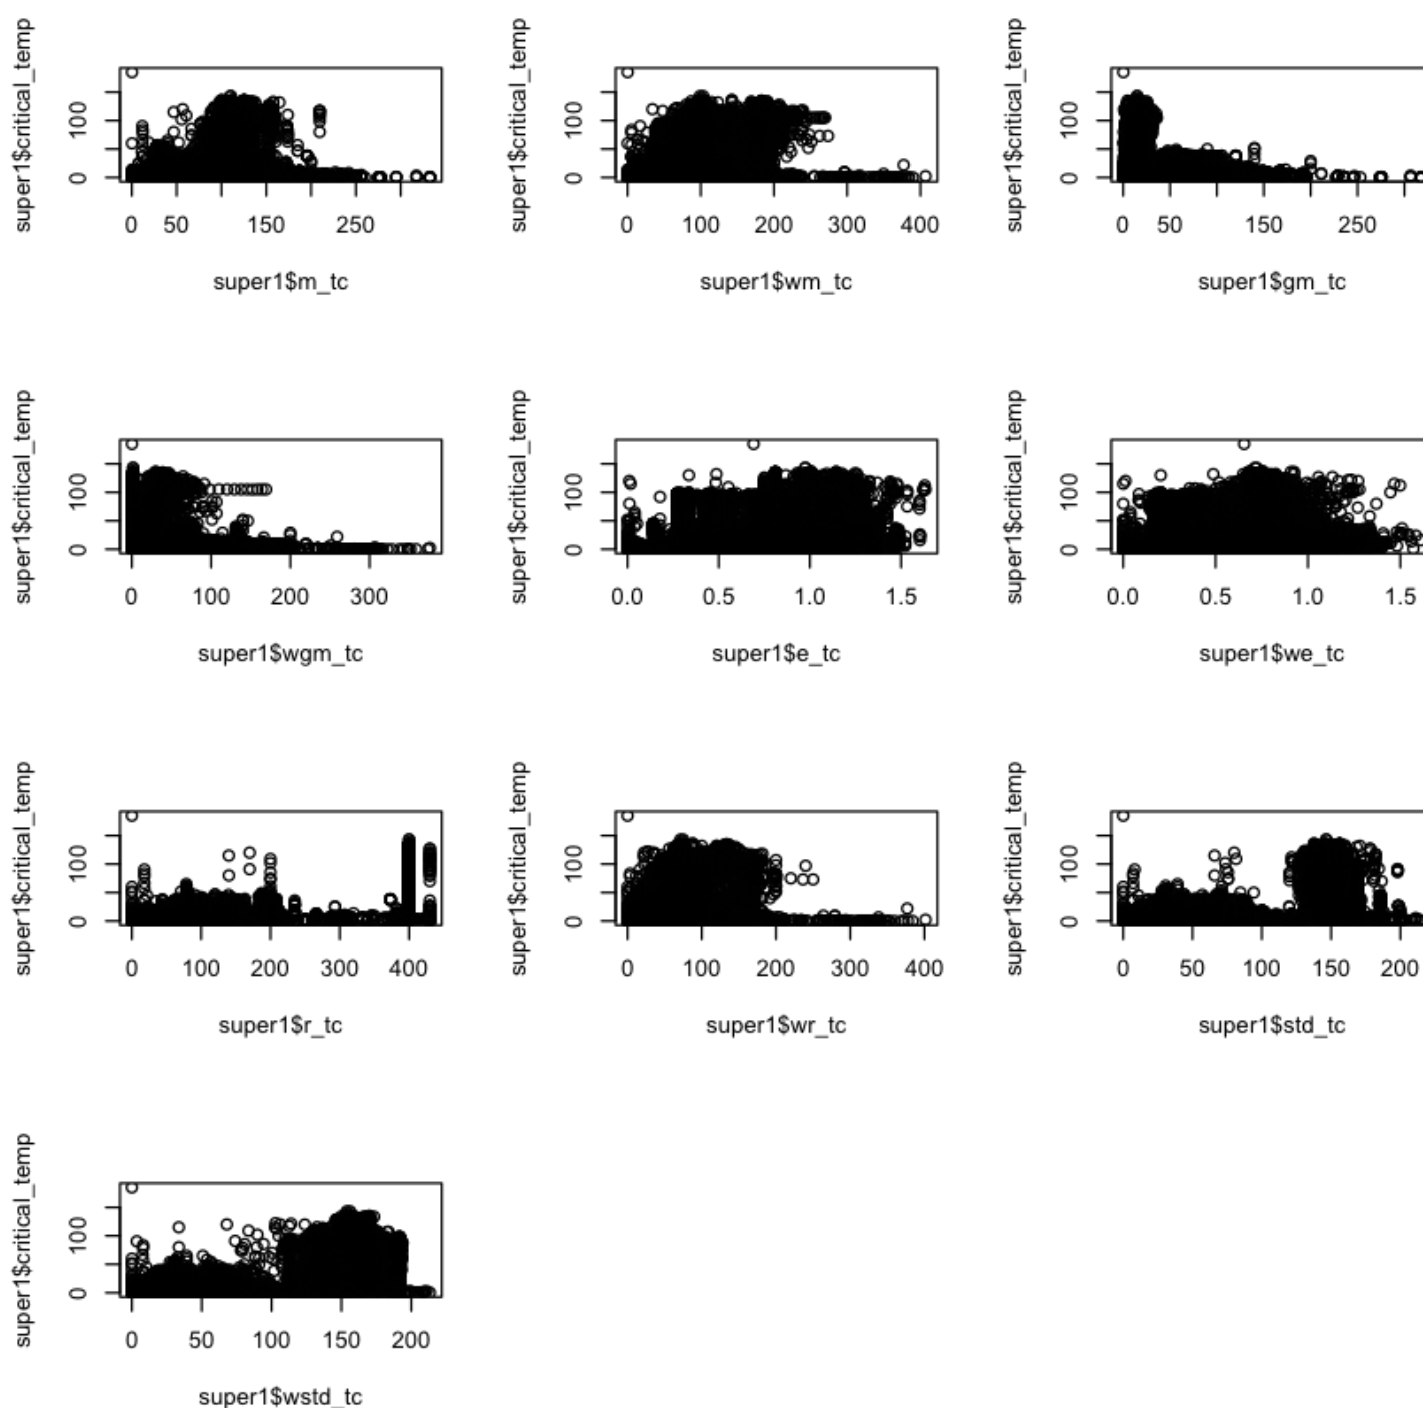 super1$critical_temp
100
0
0 50 150 250
super1$m_tc
super1$critical_temp
100
0
0 100 200 300 400
super1$wm_tc
super1$critical_temp
100
0
0 50 150 250
super1$gm_tc
super1$critical_temp
100
0
0 100 200 300
super1$wgm_tc
super1$critical_temp
100
0
0.0 0.5 1.0 1.5
super1$e_tc
super1$critical_temp
100
0
0.0 0.5 1.0 1.5
super1$we_tc
super1$critical_temp
100
0
0 100 200 300 400
super1$r_tc
super1$critical_temp
100
0
0 100 200 300 400
super1$wr_tc
super1$critical_temp
100
0
0 50 100 150 200
super1$std_tc
super1$critical_temp
100
0
0 50 100 150 200
super1$wstd_tc